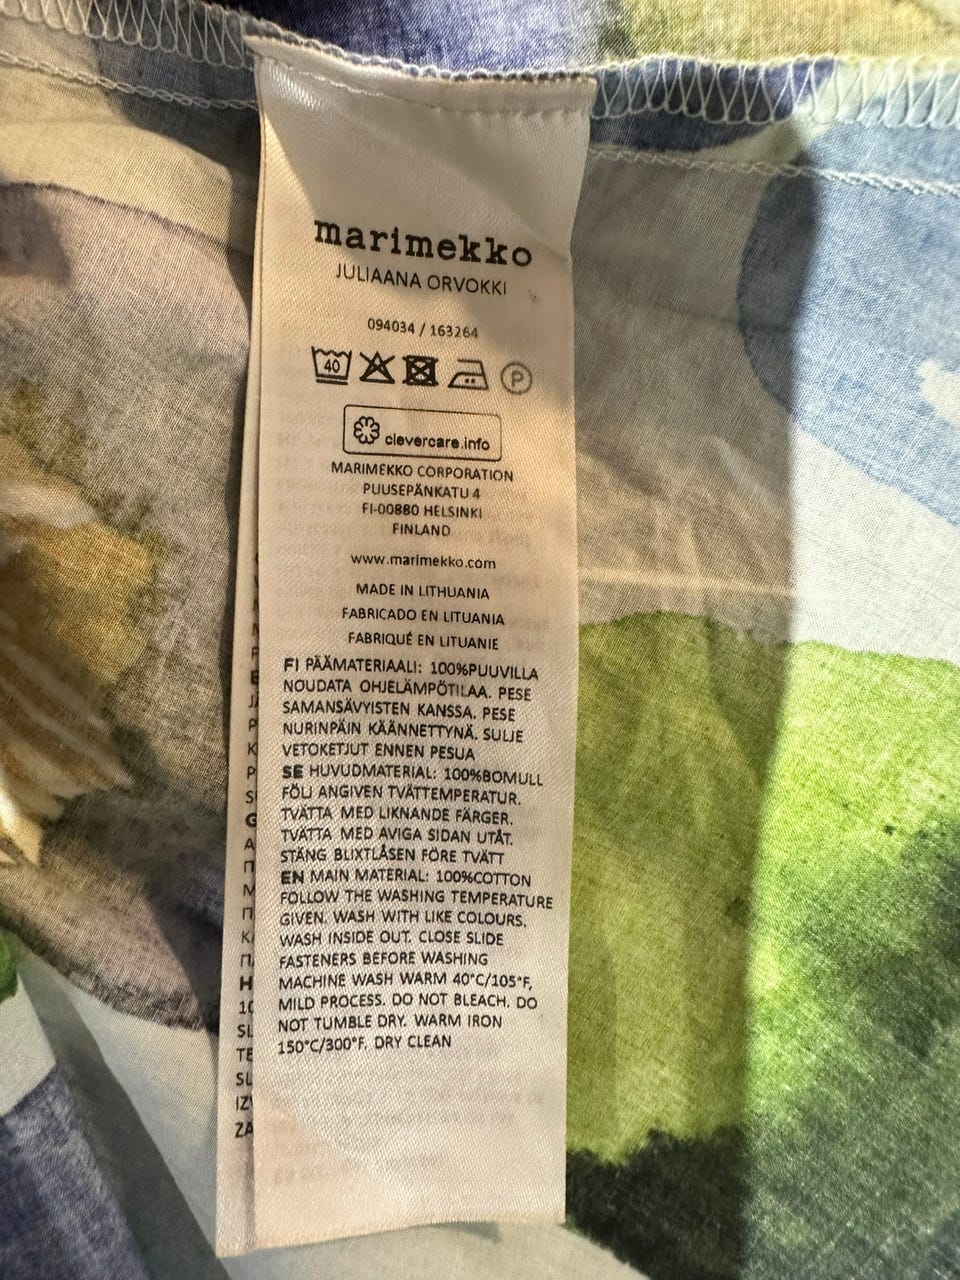 marimekko
JULIAANA ORVOKKI
094034 / 163264
40
P
clevercare.info
MARIMEKKO CORPORATION
PUUSEPÄNKATU 4
FI-00880 HELSINKI
FINLAND
www.marimekko.com
MADE IN LITHUANIA
FABRICADO EN LITUANIA
FABRIQUÉ EN LITUANIE
FI PÄÄMATERIAALI: 100%PUUVILLA
NOUDATA OHJELÄMPÖTILAA. PESE
SAMANSÄVYISTEN KANSSA. PESE
NURINPÄIN KÄÄNNETTYNÄ. SULJE
VETOKETJUT ENNEN PESUA
SE HUVUDMATERIAL: 100%BOMULL
FÖLJ ANGIVEN TVÄTTEMPERATUR.
TVÄTTA MED LIKNANDE FÄRGER.
TVÄTTA MED AVIGA SIDAN UTÅT.
STÄNG BLIXTLÅSEN FÖRE TVÄTT
EN MAIN MATERIAL: 100%COTTON
FOLLOW THE WASHING TEMPERATURE
GIVEN. WASH WITH LIKE COLOURS.
WASH INSIDE OUT. CLOSE SLIDE
FASTENERS BEFORE WASHING
MACHINE WASH WARM 40°C/105°F,
MILD PROCESS. DO NOT BLEACH. DO
NOT TUMBLE DRY. WARM IRON
150°C/300°F. DRY CLEAN